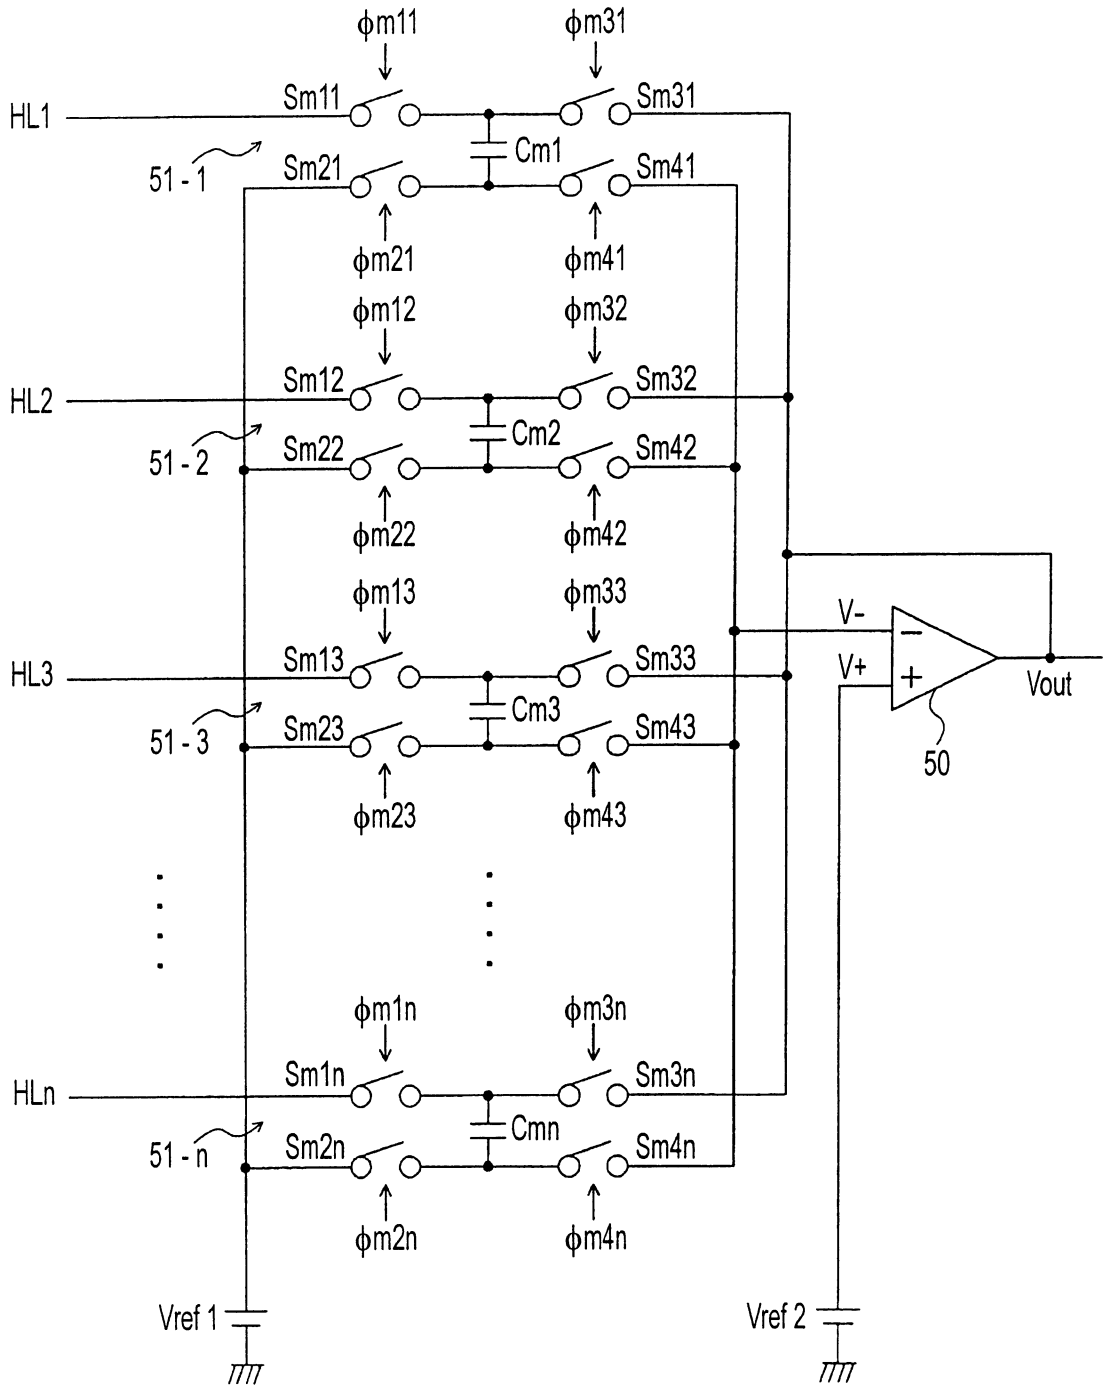 ϕm11 ϕm31
HL1 Sm11 Sm31
Cm1
51 - 1 Sm21 Sm41
ϕm21 ϕm41
ϕm12 ϕm32
HL2 Sm12 Sm32
Cm2
51 - 2 Sm22 Sm42
ϕm22 ϕm42
ϕm13 ϕm33
V− −
HL3 Sm13 Sm33 V+ +
Vout
Cm3
51 - 3 Sm23 Sm43
50
ϕm23 ϕm43
ϕm1n ϕm3n
HLn Sm1n Sm3n
Cmn
51 - n Sm2n Sm4n
ϕm2n ϕm4n
Vref 1 Vref 2